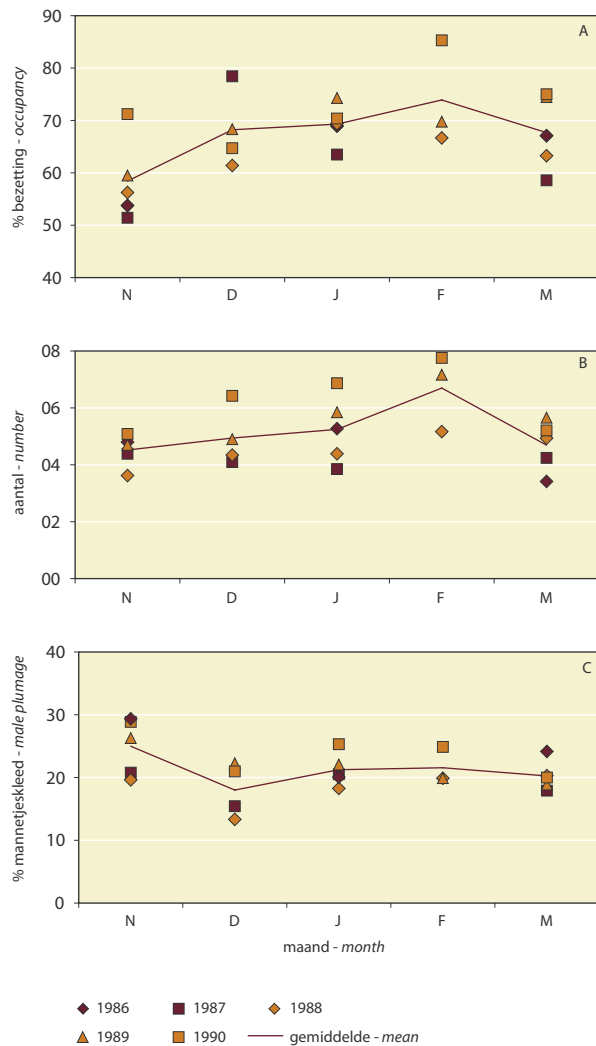 90
80
70
60
50
40
% bezetting - occupancy
A
N D J F M
08
06
04
02
00
aantal - number
B
N D J F M
40
30
20
10
0
% mannetjeskleed - male plumage
C
N D J F M
maand - month
1986 1987 1988
1989 1990 gemiddelde - mean